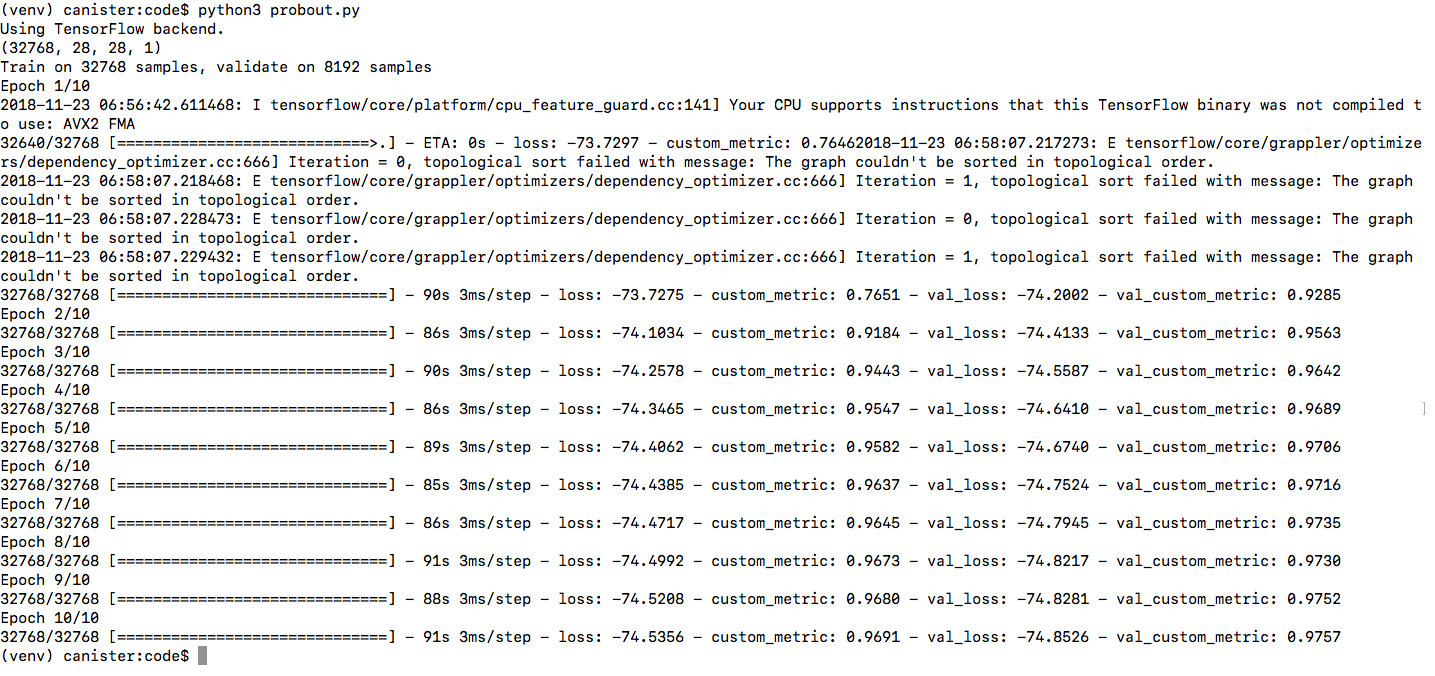 (venv) canister:code$ python3 probout.py
Using TensorFlow backend.
(32768, 28, 28, 1)
Train on 32768 samples, validate on 8192 samples
Epoch 1/10
2018-11-23 06:56:42.611468: I tensorflow/core/platform/cpu_feature_guard.cc:141] Your CPU supports instructions that this TensorFlow binary was not compiled t
o use: AVX2 FMA
32640/32768 [============================>.] - ETA: 0s - loss: -73.7297 - custom_metric: 0.76462018-11-23 06:58:07.217273: E tensorflow/core/grappler/optimize
rs/dependency_optimizer.cc:666] Iteration = 0, topological sort failed with message: The graph couldn't be sorted in topological order.
2018-11-23 06:58:07.218468: E tensorflow/core/grappler/optimizers/dependency_optimizer.cc:666] Iteration = 1, topological sort failed with message: The graph
couldn't be sorted in topological order.
2018-11-23 06:58:07.228473: E tensorflow/core/grappler/optimizers/dependency_optimizer.cc:666] Iteration = 0, topological sort failed with message: The graph
couldn't be sorted in topological order.
2018-11-23 06:58:07.229432: E tensorflow/core/grappler/optimizers/dependency_optimizer.cc:666] Iteration = 1, topological sort failed with message: The graph
couldn't be sorted in topological order.
32768/32768 [==============================] - 90s 3ms/step - loss: -73.7275 - custom_metric: 0.7651 - val_loss: -74.2002 - val_custom_metric: 0.9285
Epoch 2/10
32768/32768 [==============================] - 86s 3ms/step - loss: -74.1034 - custom_metric: 0.9184 - val_loss: -74.4133 - val_custom_metric: 0.9563
Epoch 3/10
32768/32768 [==============================] - 90s 3ms/step - loss: -74.2578 - custom_metric: 0.9443 - val_loss: -74.5587 - val_custom_metric: 0.9642
Epoch 4/10
32768/32768 [==============================] - 86s 3ms/step - loss: -74.3465 - custom_metric: 0.9547 - val_loss: -74.6410 - val_custom_metric: 0.9689 ]
Epoch 5/10
32768/32768 [==============================] - 89s 3ms/step - loss: -74.4062 - custom_metric: 0.9582 - val_loss: -74.6740 - val_custom_metric: 0.9706
Epoch 6/10
32768/32768 [==============================] - 85s 3ms/step - loss: -74.4385 - custom_metric: 0.9637 - val_loss: -74.7524 - val_custom_metric: 0.9716
Epoch 7/10
32768/32768 [==============================] - 86s 3ms/step - loss: -74.4717 - custom_metric: 0.9645 - val_loss: -74.7945 - val_custom_metric: 0.9735
Epoch 8/10
32768/32768 [==============================] - 91s 3ms/step - loss: -74.4992 - custom_metric: 0.9673 - val_loss: -74.8217 - val_custom_metric: 0.9730
Epoch 9/10
32768/32768 [==============================] - 88s 3ms/step - loss: -74.5208 - custom_metric: 0.9680 - val_loss: -74.8281 - val_custom_metric: 0.9752
Epoch 10/10
32768/32768 [==============================] - 91s 3ms/step - loss: -74.5356 - custom_metric: 0.9691 - val_loss: -74.8526 - val_custom_metric: 0.9757
(venv) canister:code$